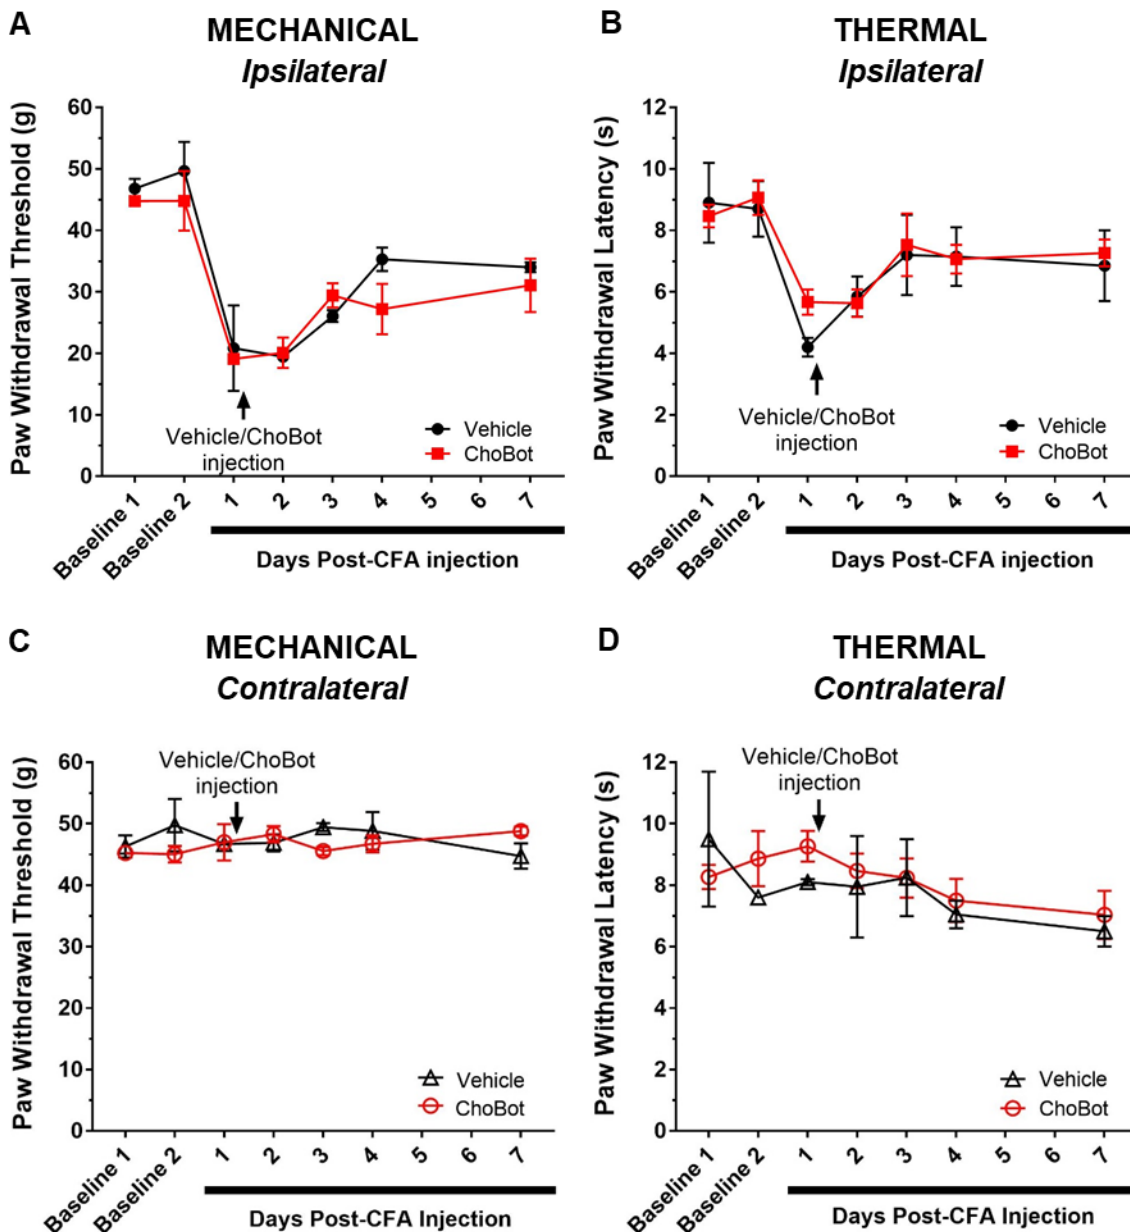 A
MECHANICAL
Ipsilateral
Paw Withdrawal Threshold (g)
60
50
40
30
20
10
0
Vehicle/ChoBot
injection
Vehicle
ChoBot
Baseline 1
Baseline 2
1
2
3
4
5
6
7
Days Post-CFA injection
B
THERMAL
Ipsilateral
Paw Withdrawal Latency (s)
12
10
8
6
4
2
0
Vehicle/ChoBot
injection
Vehicle
ChoBot
Baseline 1
Baseline 2
1
2
3
4
5
6
7
Days Post-CFA injection
C
MECHANICAL
Contralateral
Paw Withdrawal Threshold (g)
60
50
40
30
20
10
0
Vehicle/ChoBot
injection
Vehicle
ChoBot
Baseline 1
Baseline 2
1
2
3
4
5
6
7
Days Post-CFA Injection
D
THERMAL
Contralateral
Paw Withdrawal Latency (s)
12
10
8
6
4
2
0
Vehicle/ChoBot
injection
Vehicle
ChoBot
Baseline 1
Baseline 2
1
2
3
4
5
6
7
Days Post-CFA Injection